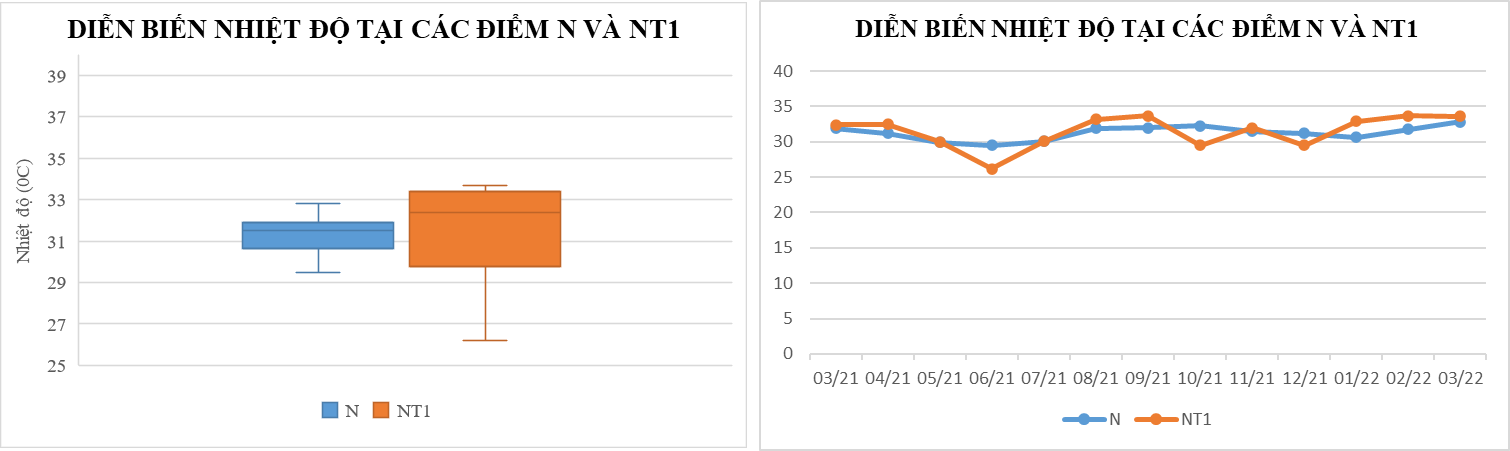 DIỄN BIẾN NHIỆT ĐỘ TẠI CÁC ĐIỂM N VÀ NT1
39
37
35
33
31
29
27
25
Nhiệt độ (0C)
N NT1
DIỄN BIẾN NHIỆT ĐỘ TẠI CÁC ĐIỂM N VÀ NT1
40
35
30
25
20
15
10
5
0
03/21 04/21 05/21 06/21 07/21 08/21 09/21 10/21 11/21 12/21 01/22 02/22 03/22
N NT1